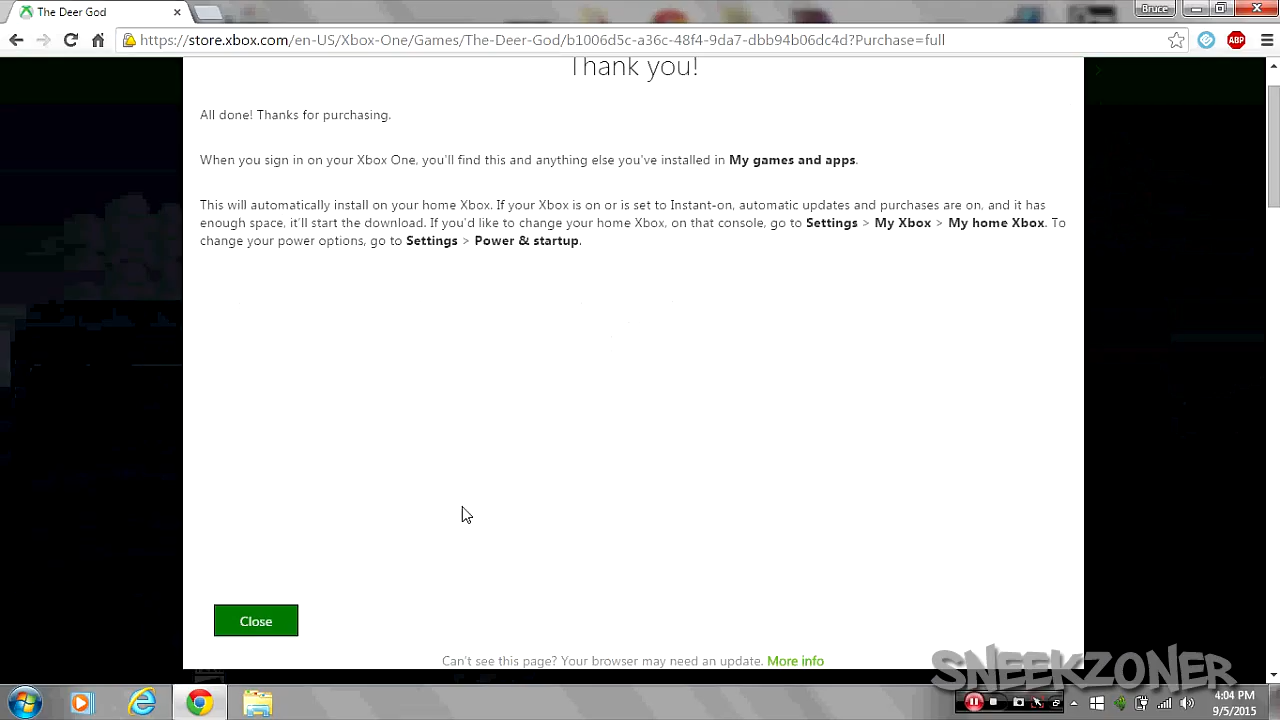 The Deer God
Bruce
https://store.xbox.com/en-US/Xbox-One/Games/The-Deer-God/b1006d5c-a36c-48f4-9da7-dbb94b06dc4d?Purchase=full
ABP
Thank you!
All done! Thanks for purchasing.
When you sign in on your Xbox One, you'll find this and anything else you've installed in My games and apps.
This will automatically install on your home Xbox. If your Xbox is on or is set to Instant-on, automatic updates and purchases are on, and it has
enough space, it'll start the download. If you'd like to change your home Xbox, on that console, go to Settings > My Xbox > My home Xbox. To
change your power options, go to Settings > Power & startup.
Close
Can't see this page? Your browser may need an update. More info
SNEEKZONER
4:04 PM
9/5/2015